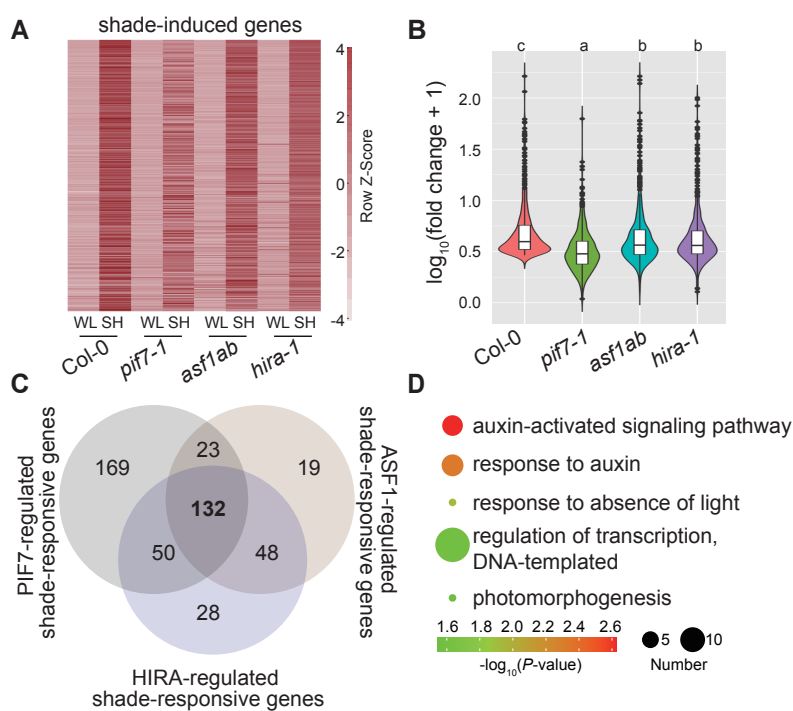 A
shade-induced genes
4
2
0
-2
-4
Row Z-Score
WL SH WL SH WL SH WL SH
Col-0
pif7-1
asf1ab
hira-1
B
c a b b
2.0
1.5
1.0
0.5
0.0
log10(fold change + 1)
Col-0
pif7-1
asf1ab
hira-1
C
PIF7-regulated
shade-responsive genes
ASF1-regulated
shade-responsive genes
169
23
19
132
50
48
28
HIRA-regulated
shade-responsive genes
D
auxin-activated signaling pathway
response to auxin
response to absence of light
regulation of transcription,
DNA-templated
photomorphogenesis
1.6 1.8 2.0 2.2 2.4 2.6
-log10(P-value)
5 10
Number